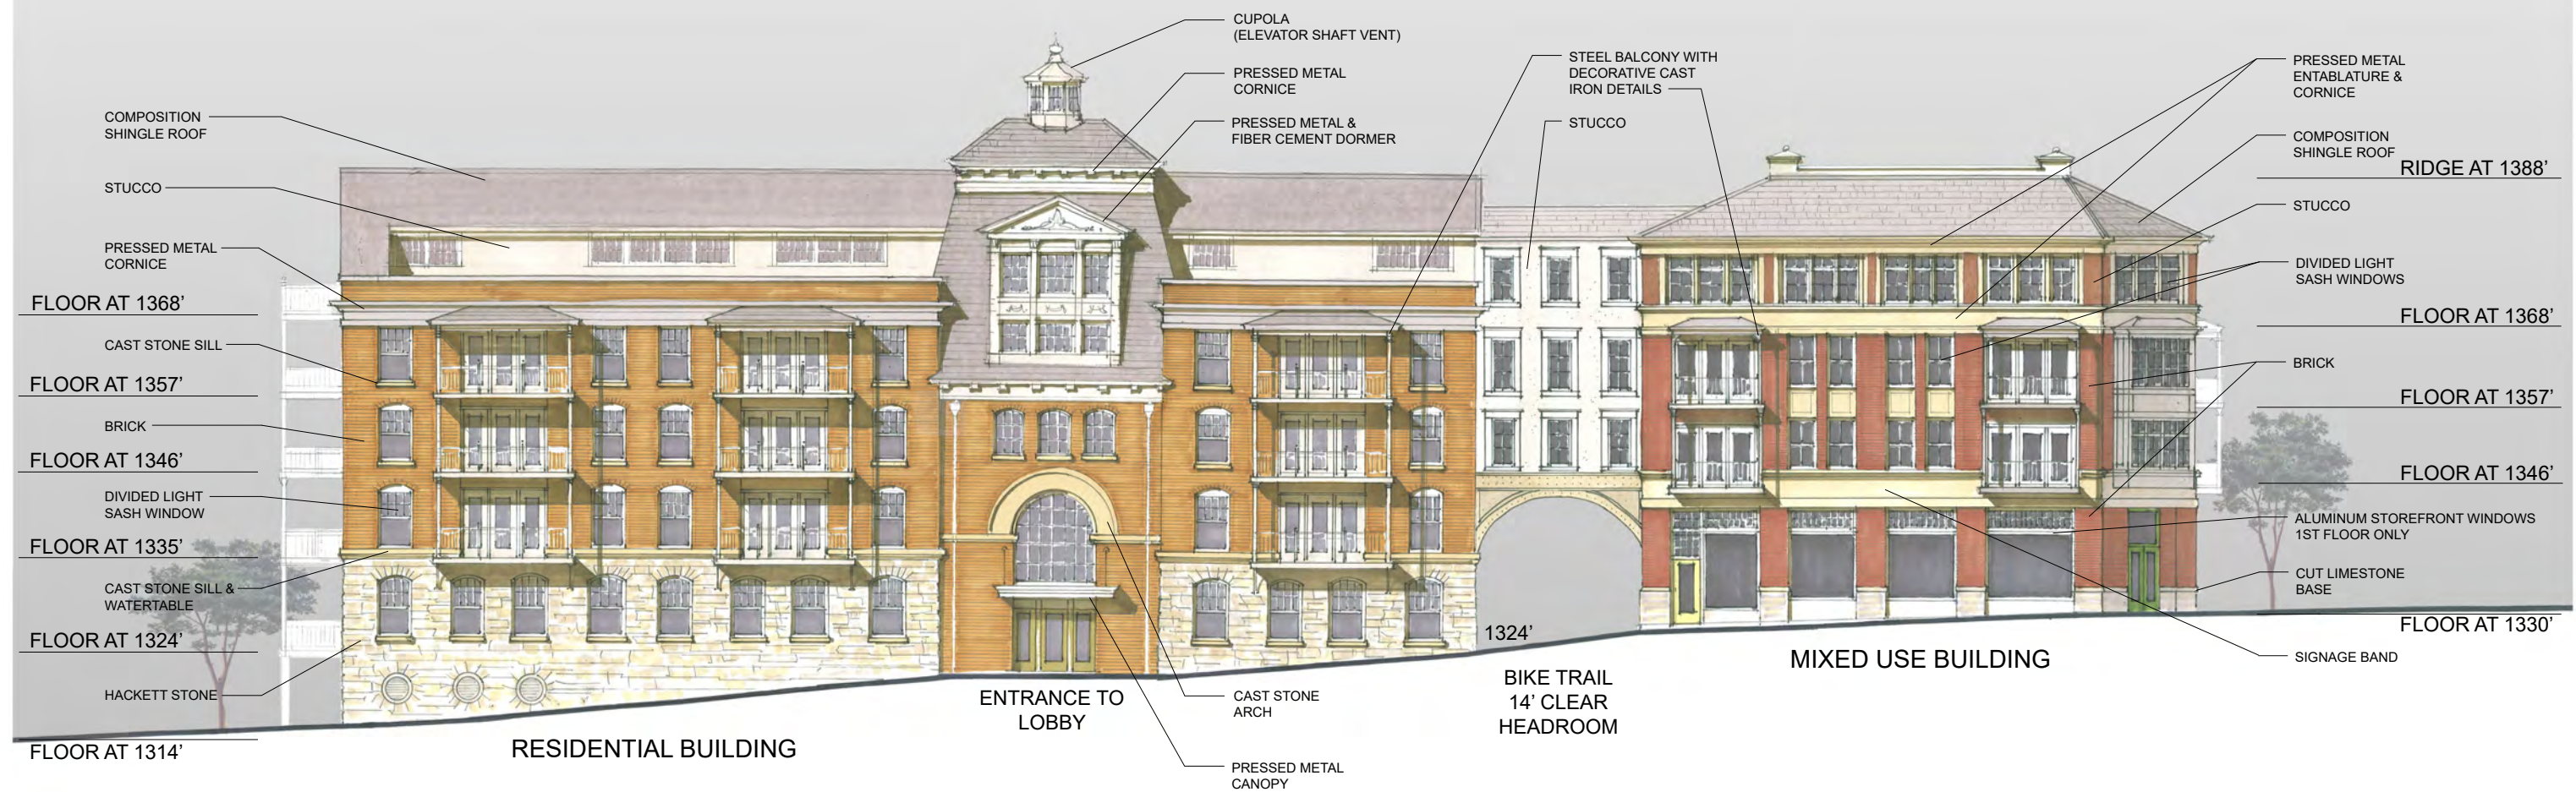 CUPOLA
(ELEVATOR SHAFT VENT)
PRESSED METAL
CORNICE
PRESSED METAL &
FIBER CEMENT DORMER
STEEL BALCONY WITH
DECORATIVE CAST
IRON DETAILS
STUCCO
COMPOSITION
SHINGLE ROOF
STUCCO
PRESSED METAL
CORNICE
FLOOR AT 1368’
CAST STONE SILL
FLOOR AT 1357’
BRICK
FLOOR AT 1346’
DIVIDED LIGHT
SASH WINDOW
FLOOR AT 1335’
CAST STONE SILL &
WATERTABLE
FLOOR AT 1324’
HACKETT STONE
FLOOR AT 1314’
RESIDENTIAL BUILDING
ENTRANCE TO
LOBBY
CAST STONE
ARCH
PRESSED METAL
CANOPY
1324’
BIKE TRAIL
14’ CLEAR
HEADROOM
MIXED USE BUILDING
PRESSED METAL
ENTABLATURE &
CORNICE
COMPOSITION
SHINGLE ROOF
RIDGE AT 1388’
STUCCO
DIVIDED LIGHT
SASH WINDOWS
FLOOR AT 1368’
BRICK
FLOOR AT 1357’
FLOOR AT 1346’
ALUMINUM STOREFRONT WINDOWS
1ST FLOOR ONLY
CUT LIMESTONE
BASE
FLOOR AT 1330’
SIGNAGE BAND